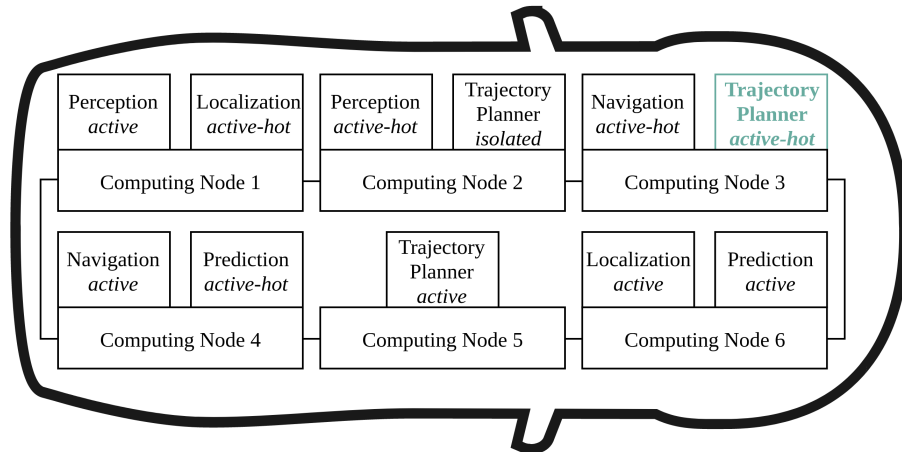 Perception
active
Localization
active-hot
Perception
active-hot
Trajectory
Planner
isolated
Navigation
active-hot
Trajectory
Planner
active-hot
Computing Node 1
Computing Node 2
Computing Node 3
Navigation
active
Prediction
active-hot
Trajectory
Planner
active
Localization
active
Prediction
active
Computing Node 4
Computing Node 5
Computing Node 6